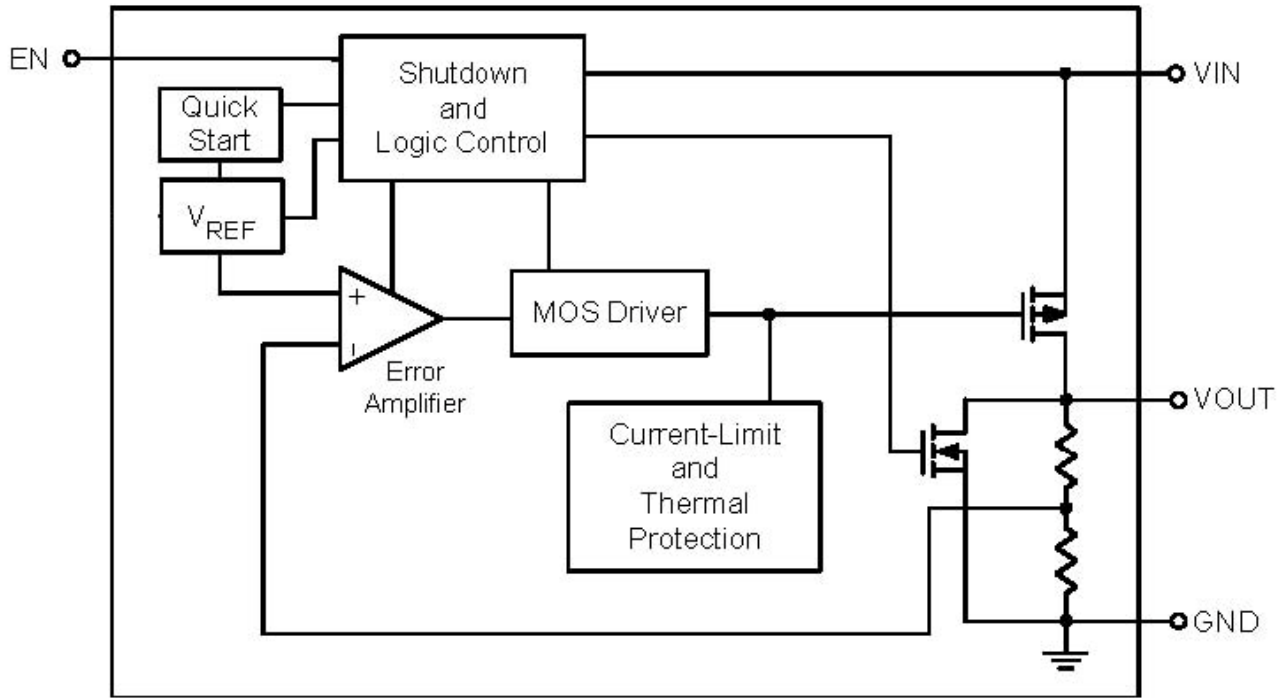 EN
Shutdown
and
Logic Control
VIN
Quick
Start
VREF
+
-
MOS Driver
Error
Amplifier
VOUT
Current-Limit
and
Thermal
Protection
GND